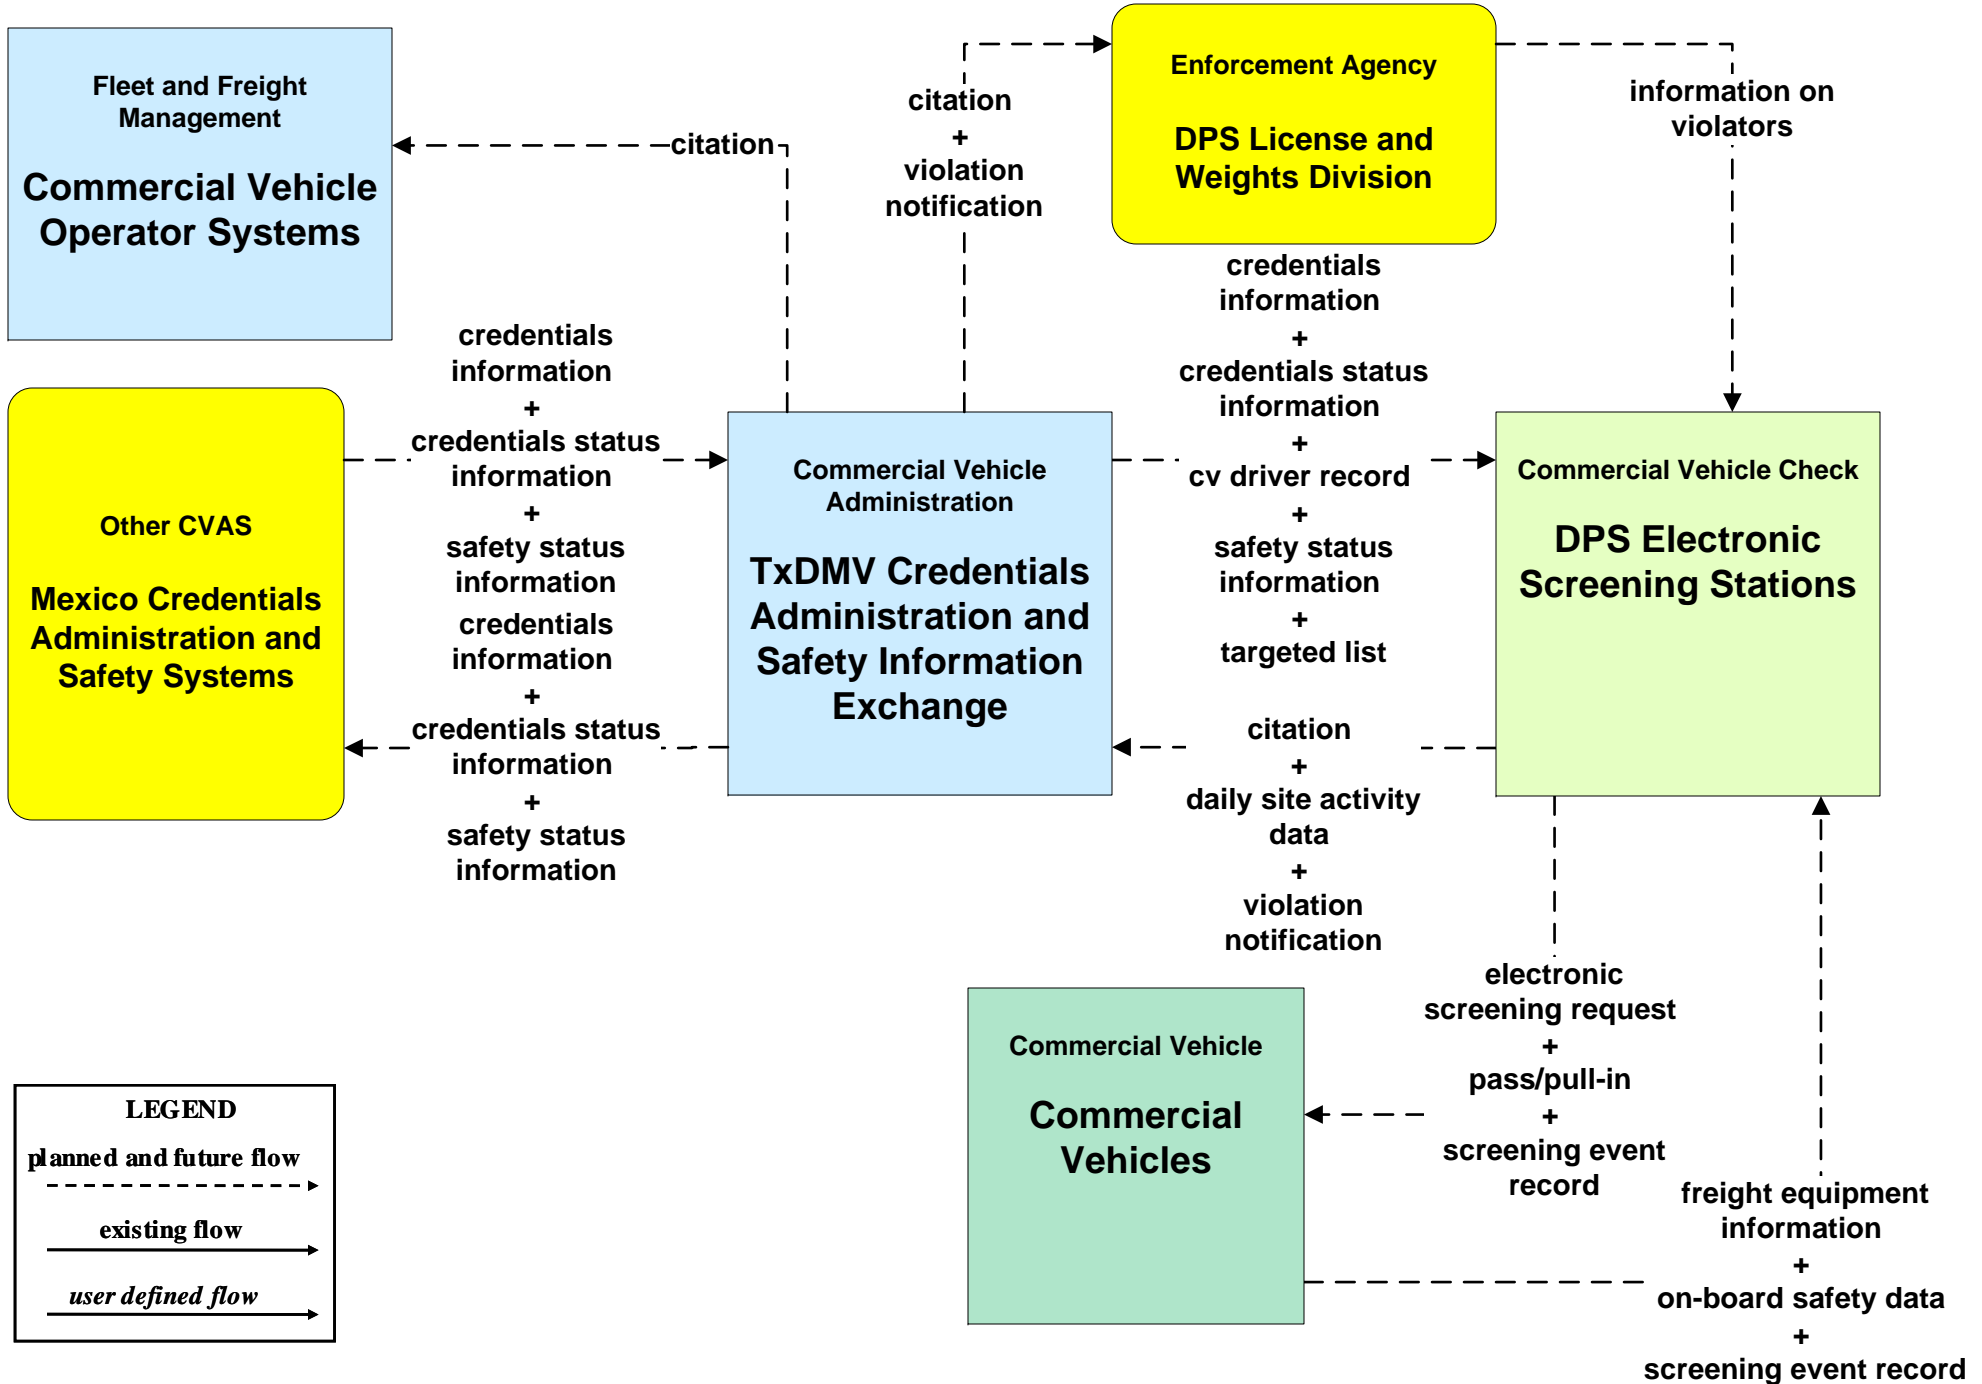 Fleet and Freight
Management
Commercial Vehicle
Operator Systems
citation
citation
+
violation
notification
Enforcement Agency
DPS License and
Weights Division
information on
violators
credentials
information
+
credentials status
information
+
safety status
information
credentials
information
+
credentials status
information
+
cv driver record
+
safety status
information
+
targeted list
Other CVAS
Mexico Credentials
Administration and
Safety Systems
credentials
information
+
credentials status
information
+
safety status
information
Commercial Vehicle
Administration
TxDMV Credentials
Administration and
Safety Information
Exchange
Commercial Vehicle Check
DPS Electronic
Screening Stations
citation
+
daily site activity
data
+
violation
notification
electronic
screening request
+
pass/pull-in
+
screening event
record
Commercial Vehicle
Commercial
Vehicles
freight equipment
information
+
on-board safety data
+
screening event record
LEGEND
planned and future flow
existing flow
user defined flow